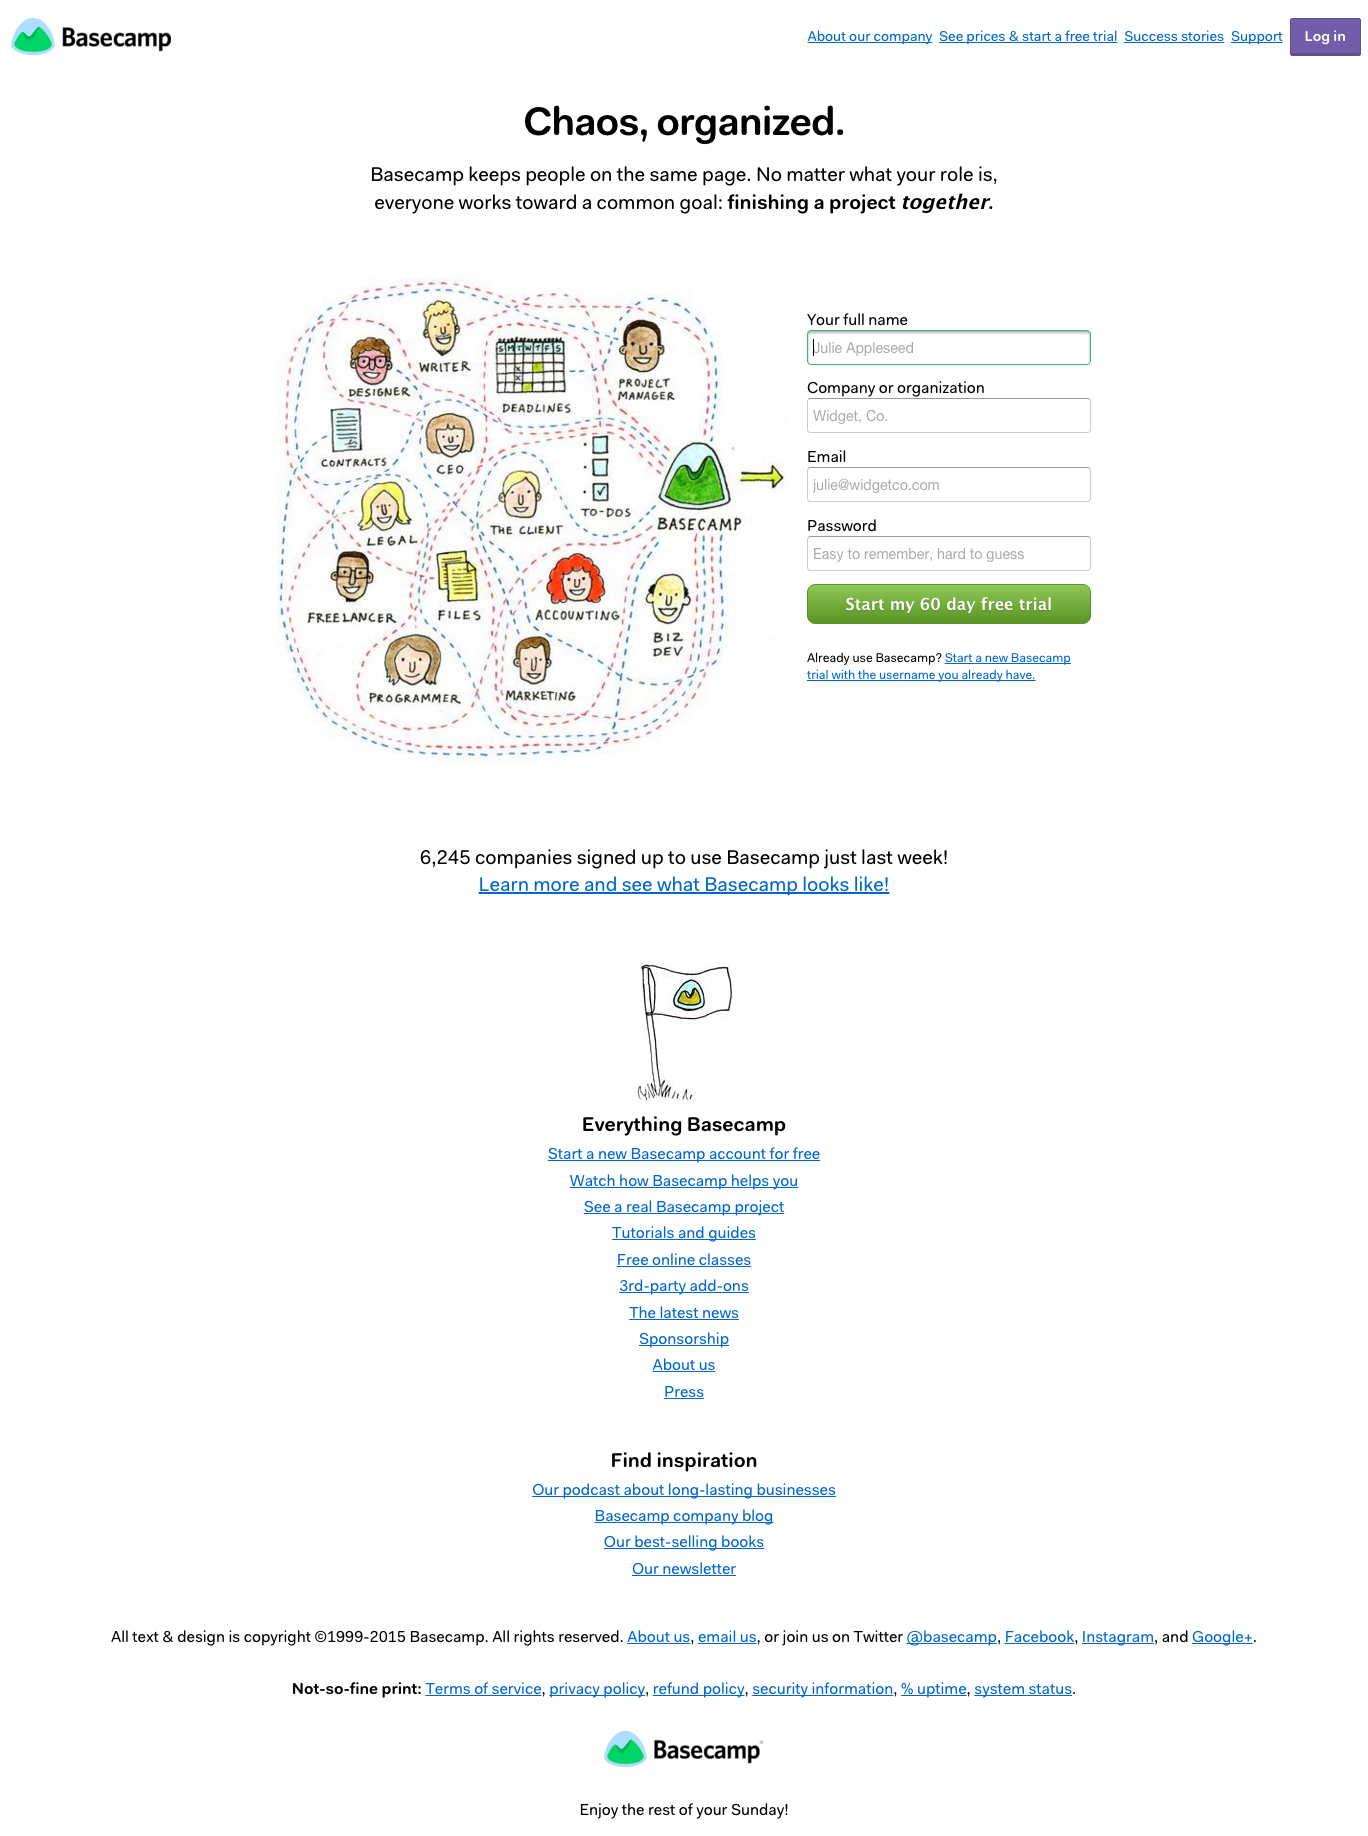 Basecamp
About our company See prices & start a free trial Success stories Support Log in
Chaos, organized.
Basecamp keeps people on the same page. No matter what your role is,
everyone works toward a common goal: finishing a project together.
WRITER
DESIGNER
S M T W T F S
X
X
DEADLINES
PROJECT
MANAGER
CONTRACTS
CEO
TO-DOS
THE CLIENT
LEGAL
BASECAMP
FREELANCER
FILES
ACCOUNTING
BIZ
DEV
PROGRAMMER
MARKETING
Your full name
Julie Appleseed
Company or organization
Widget, Co.
Email
julie@widgetco.com
Password
Easy to remember, hard to guess
Start my 60 day free trial
Already use Basecamp? Start a new Basecamp
trial with the username you already have.
6,245 companies signed up to use Basecamp just last week!
Learn more and see what Basecamp looks like!
Everything Basecamp
Start a new Basecamp account for free
Watch how Basecamp helps you
See a real Basecamp project
Tutorials and guides
Free online classes
3rd-party add-ons
The latest news
Sponsorship
About us
Press
Find inspiration
Our podcast about long-lasting businesses
Basecamp company blog
Our best-selling books
Our newsletter
All text & design is copyright ©1999-2015 Basecamp. All rights reserved. About us, email us, or join us on Twitter @basecamp, Facebook, Instagram, and Google+.
Not-so-fine print: Terms of service, privacy policy, refund policy, security information, % uptime, system status.
Basecamp
Enjoy the rest of your Sunday!